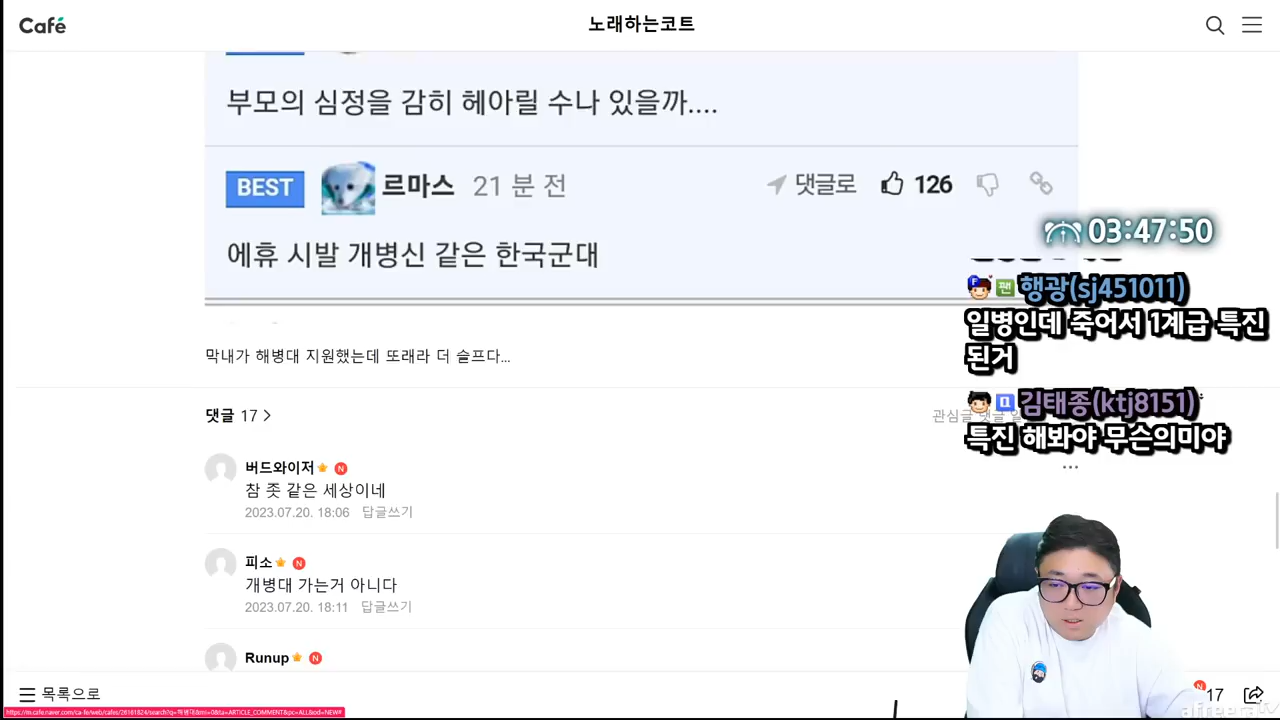 Café
노래하는코트
부모의 심정을 감히 헤아릴 수나 있을까....
BEST 르마스 21 분 전 댓글로 126
에휴 시발 개병신 같은 한국군대
03:47:50
행광(sj451011)
일병인데 죽어서 1계급 특진
된거
막내가 해병대 지원했는데 또래라 더 슬프다...
댓글 17
관심글 댓글 알
김태종(ktj8151)
특진 해봐야 무슨의미야
버드와이저 N
참 좃 같은 세상이네
2023.07.20. 18:06 답글쓰기
피소 N
개병대 가는거 아니다
2023.07.20. 18:11 답글쓰기
Runup N
목록으로
N 17
afreecaTV